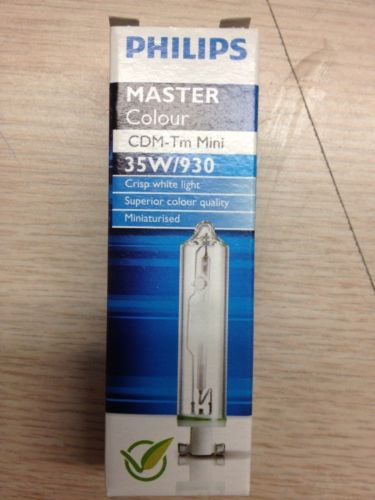 PHILIPS
MASTER
Colour
CDM-Tm Mini
35W/930
Crisp white light
Superior colour quality
Miniaturised